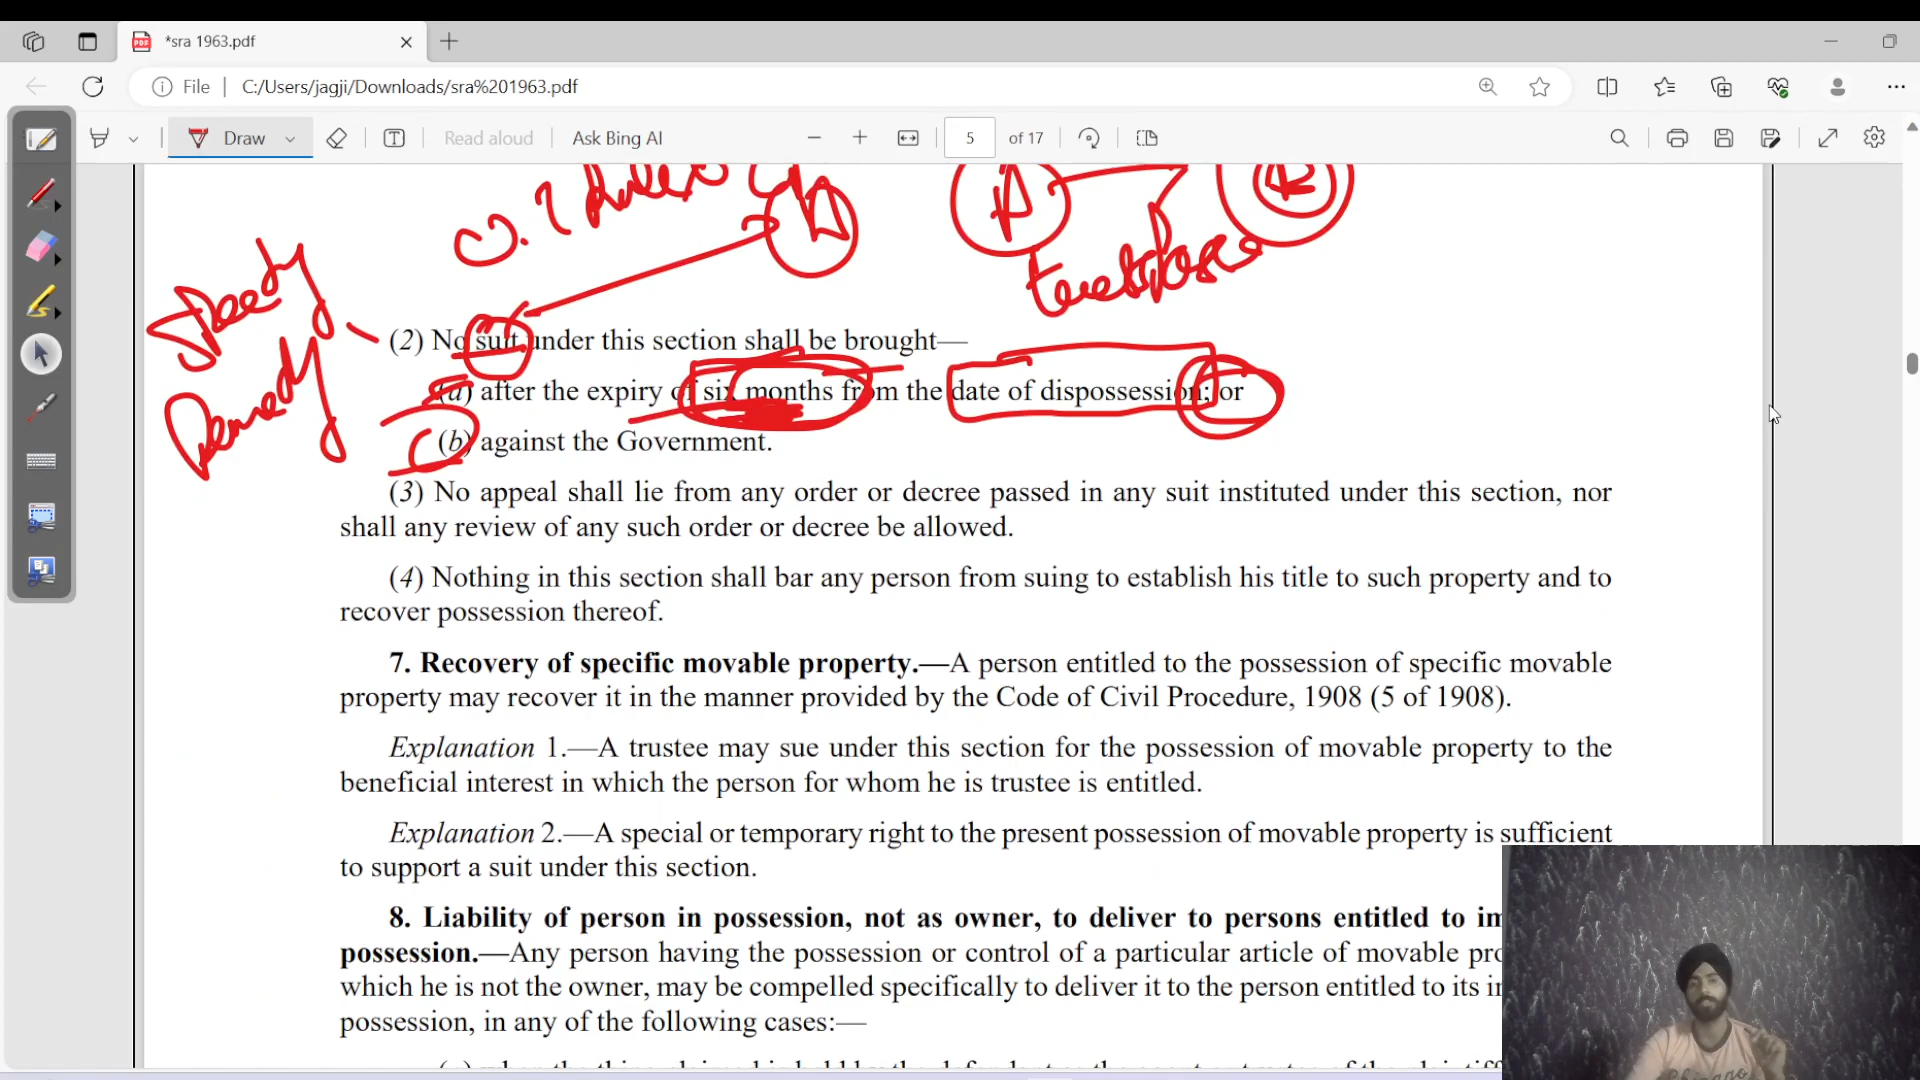 *sra 1963.pdf
File | C:/Users/jagji/Downloads/sra%201963.pdf
Draw
Read aloud
Ask Bing AI
5 of 17
A
trespasser
Speedy
Remedy
(2) No suit under this section shall be brought—
(a) after the expiry of six months from the date of dispossession; or
(b) against the Government.
(3) No appeal shall lie from any order or decree passed in any suit instituted under this section, nor
shall any review of any such order or decree be allowed.
(4) Nothing in this section shall bar any person from suing to establish his title to such property and to
recover possession thereof.
7. Recovery of specific movable property.—A person entitled to the possession of specific movable
property may recover it in the manner provided by the Code of Civil Procedure, 1908 (5 of 1908).
Explanation 1.—A trustee may sue under this section for the possession of movable property to the
beneficial interest in which the person for whom he is trustee is entitled.
Explanation 2.—A special or temporary right to the present possession of movable property is sufficient
to support a suit under this section.
8. Liability of person in possession, not as owner, to deliver to persons entitled to im
possession.—Any person having the possession or control of a particular article of movable pro
which he is not the owner, may be compelled specifically to deliver it to the person entitled to its im
possession, in any of the following cases:—
Chicago